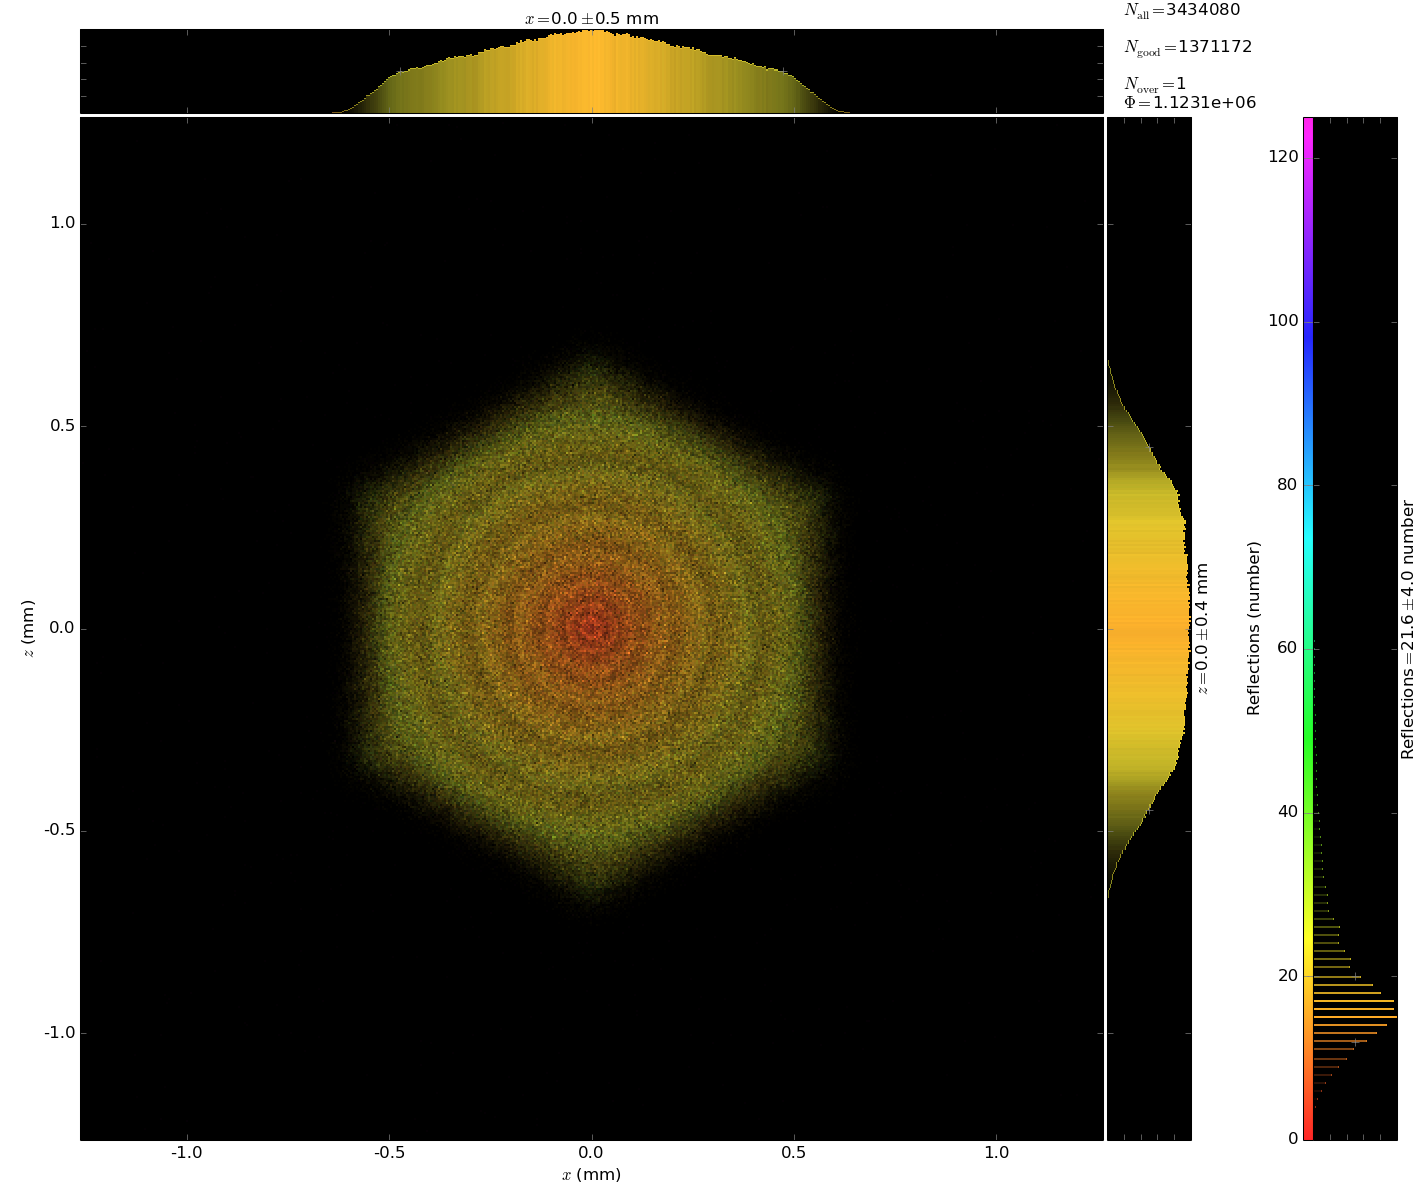 x=0.0±0.5 mm
N_all=3434080
N_good=1371172
N_over=1
Φ=1.1231e+06
z (mm)
1.0
0.5
0.0
-0.5
-1.0
-1.0 -0.5 0.0 0.5 1.0
x (mm)
z=0.0±0.4 mm
Reflections (number)
120
100
80
60
40
20
0
Reflections=21.6±4.0 number